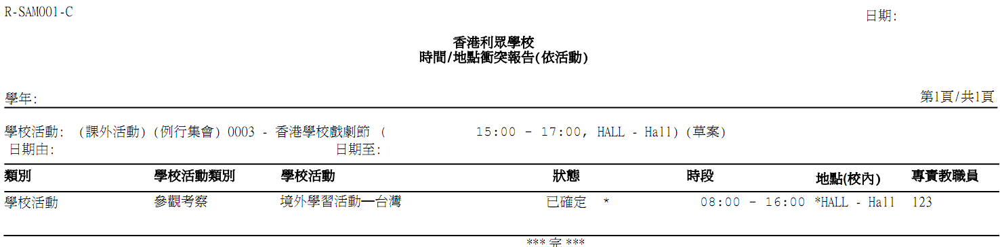 R-SAM001-C 日期:
香港利眾學校
時間/地點衝突報告(依活動)
學年: 第1頁/共1頁
學校活動: (課外活動)(例行集會) 0003 - 香港學校戲劇節 ( 15:00 - 17:00, HALL - Hall)(草案)
日期由: 日期至:
類別 學校活動類別 學校活動 狀態 時段 地點(校內) 專責教職員
學校活動 參觀考察 境外學習活動—台灣 已確定 * 08:00 - 16:00 *HALL - Hall 123
*** 完 ***